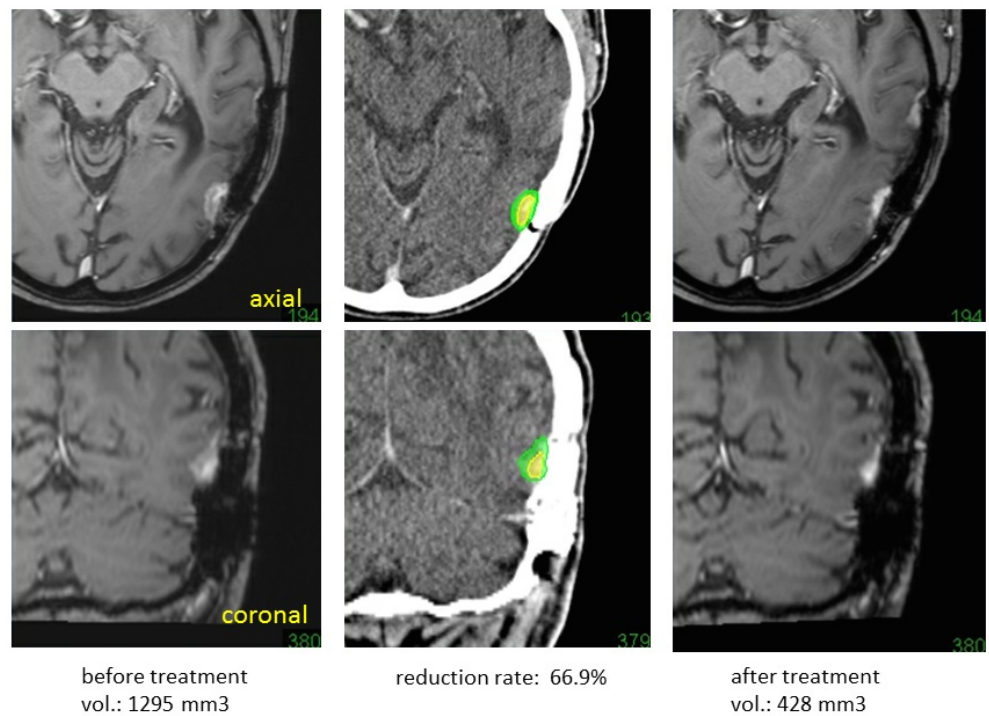 axial
194
193
194
coronal
380
379
380
before treatment
vol.: 1295 mm3
reduction rate: 66.9%
after treatment
vol.: 428 mm3